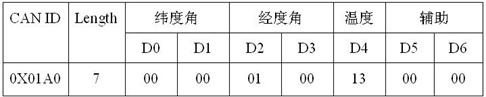 CAN ID Length 纬度角 经度角 温度 辅助
D0 D1 D2 D3 D4 D5 D6
0X01A0 7 00 00 01 00 13 00 00